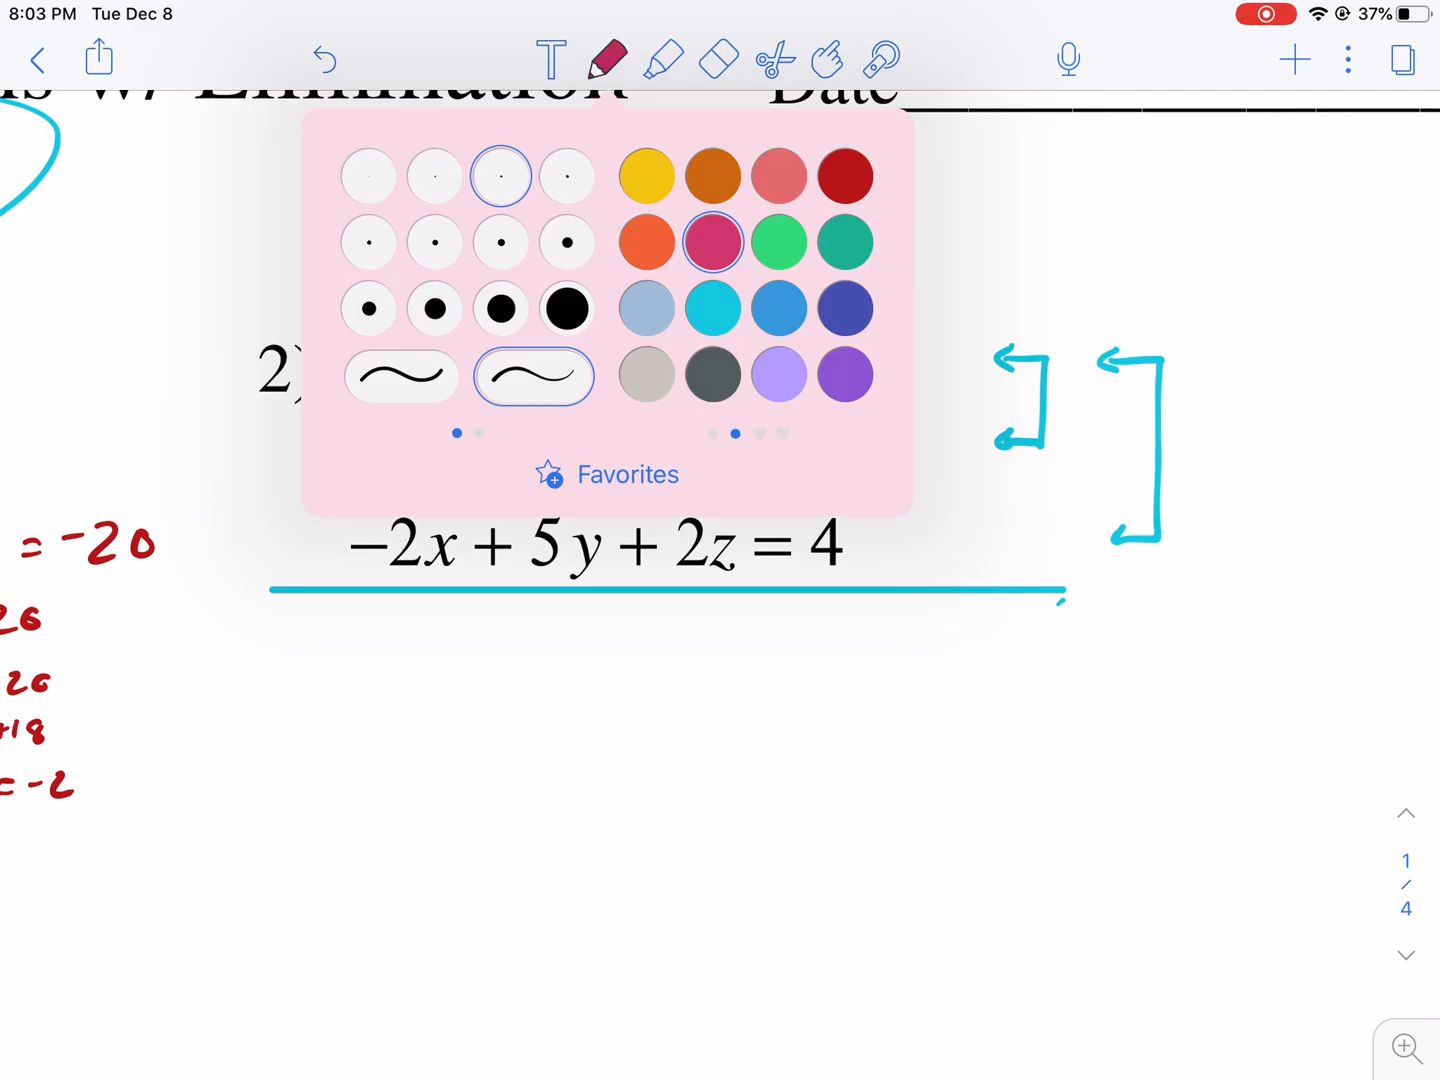 8:03 PM Tue Dec 8 37%
T
Elimination Date
2)
Favorites
-2x + 5y + 2z = 4
= -20
26
26
+18
= -2
1
/
4